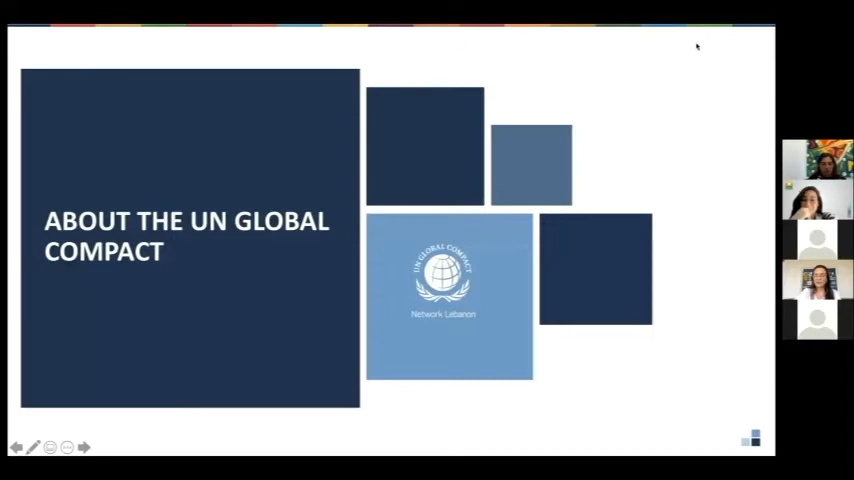 ABOUT THE UN GLOBAL
COMPACT
UN GLOBAL COMPACT
Network Lebanon